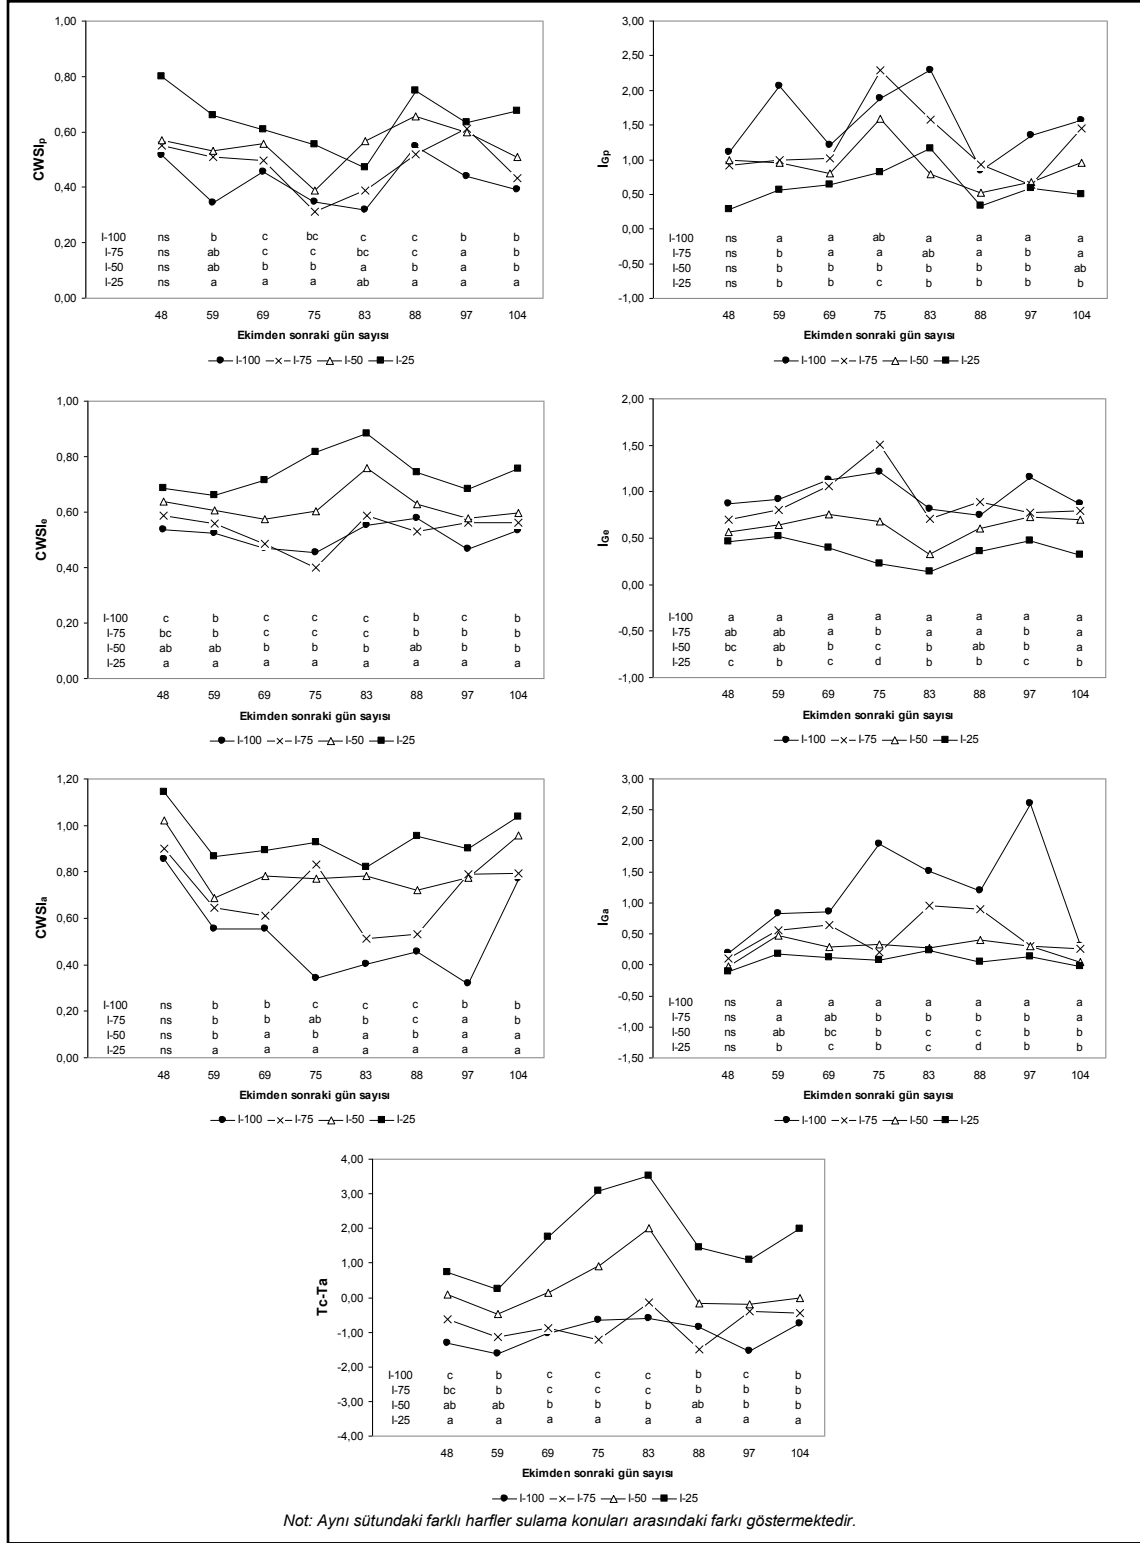 1,00
0,80
0,60
0,40
0,20
0,00
CWSIp
I-100 ns b c bc c c b b
I-75 ns ab c c bc c a b
I-50 ns ab b b a b a b
I-25 ns a a a ab a a a
48 59 69 75 83 88 97 104
Ekimden sonraki gün sayısı
I-100 I-75 I-50 I-25
3,00
2,50
2,00
1,50
1,00
0,50
0,00
-0,50
-1,00
IGp
I-100 ns a a ab a a a a
I-75 ns b a a ab a b a
I-50 ns b b b b b b ab
I-25 ns b b c b b b b
48 59 69 75 83 88 97 104
Ekimden sonraki gün sayısı
I-100 I-75 I-50 I-25
1,00
0,80
0,60
0,40
0,20
0,00
CWSIe
I-100 c b c c c b c b
I-75 bc b c c c b b b
I-50 ab ab b b b ab b b
I-25 a a a a a a a a
48 59 69 75 83 88 97 104
Ekimden sonraki gün sayısı
I-100 I-75 I-50 I-25
2,00
1,50
1,00
0,50
0,00
-0,50
-1,00
IGe
I-100 a a a a a a a a
I-75 ab ab a b a a b a
I-50 bc ab b c b ab b a
I-25 c b c d b b c b
48 59 69 75 83 88 97 104
Ekimden sonraki gün sayısı
I-100 I-75 I-50 I-25
1,20
1,00
0,80
0,60
0,40
0,20
0,00
CWSIa
I-100 ns b b c c c b b
I-75 ns b b ab b c a b
I-50 ns b a b a b a a
I-25 ns a a a a a a a
48 59 69 75 83 88 97 104
Ekimden sonraki gün sayısı
I-100 I-75 I-50 I-25
3,00
2,50
2,00
1,50
1,00
0,50
0,00
-0,50
-1,00
-1,50
IGa
I-100 ns a a a a a a a
I-75 ns a ab b b b b a
I-50 ns ab bc b c c b b
I-25 ns b c b c d b b
48 59 69 75 83 88 97 104
Ekimden sonraki gün sayısı
I-100 I-75 I-50 I-25
4,00
3,00
2,00
1,00
0,00
-1,00
-2,00
-3,00
-4,00
Tc-Ta
I-100 c b c c c b c b
I-75 bc b c c c b b b
I-50 ab ab b b b ab b b
I-25 a a a a a a a a
48 59 69 75 83 88 97 104
Ekimden sonraki gün sayısı
I-100 I-75 I-50 I-25
Not: Aynı sütundaki farklı harfler sulama konuları arasındaki farkı göstermektedir.